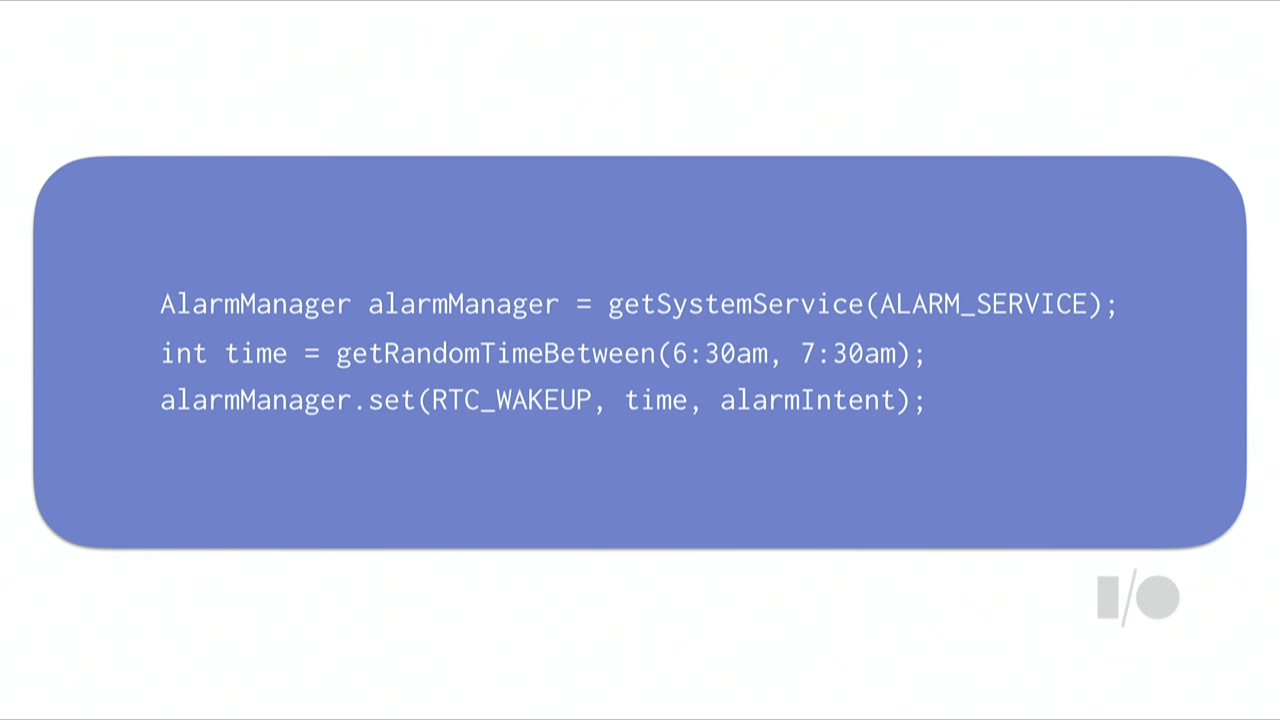 AlarmManager alarmManager = getSystemService(ALARM_SERVICE);
int time = getRandomTimeBetween(6:30am, 7:30am);
alarmManager.set(RTC_WAKEUP, time, alarmIntent);
I/O